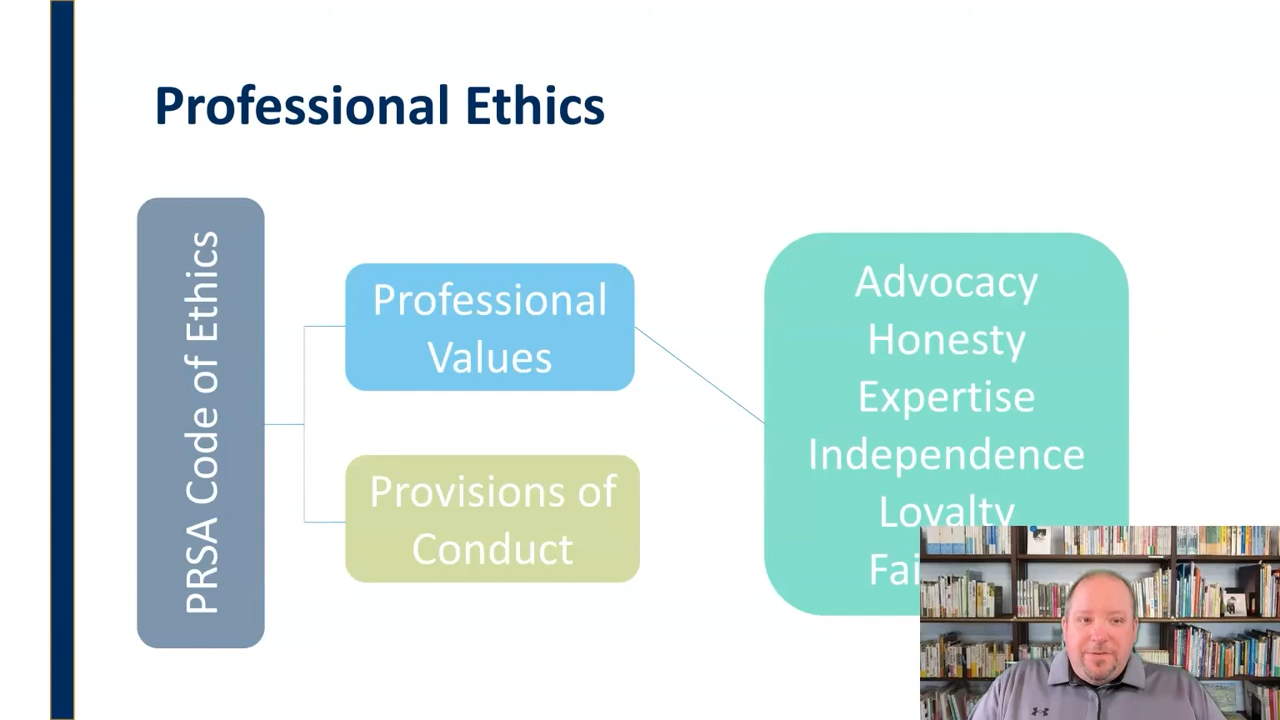 Professional Ethics
PRSA Code of Ethics
Professional
Values
Provisions of
Conduct
Advocacy
Honesty
Expertise
Independence
Loyalty